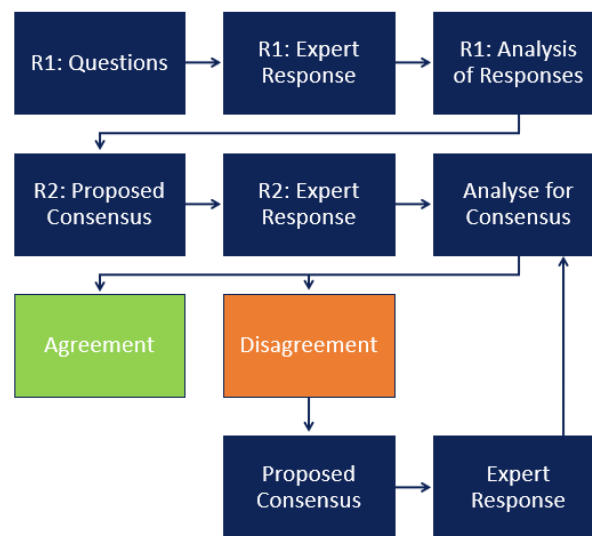 R1: Questions
R1: Expert
Response
R1: Analysis
of Responses
R2: Proposed
Consensus
R2: Expert
Response
Analyse for
Consensus
Agreement
Disagreement
Proposed
Consensus
Expert
Response